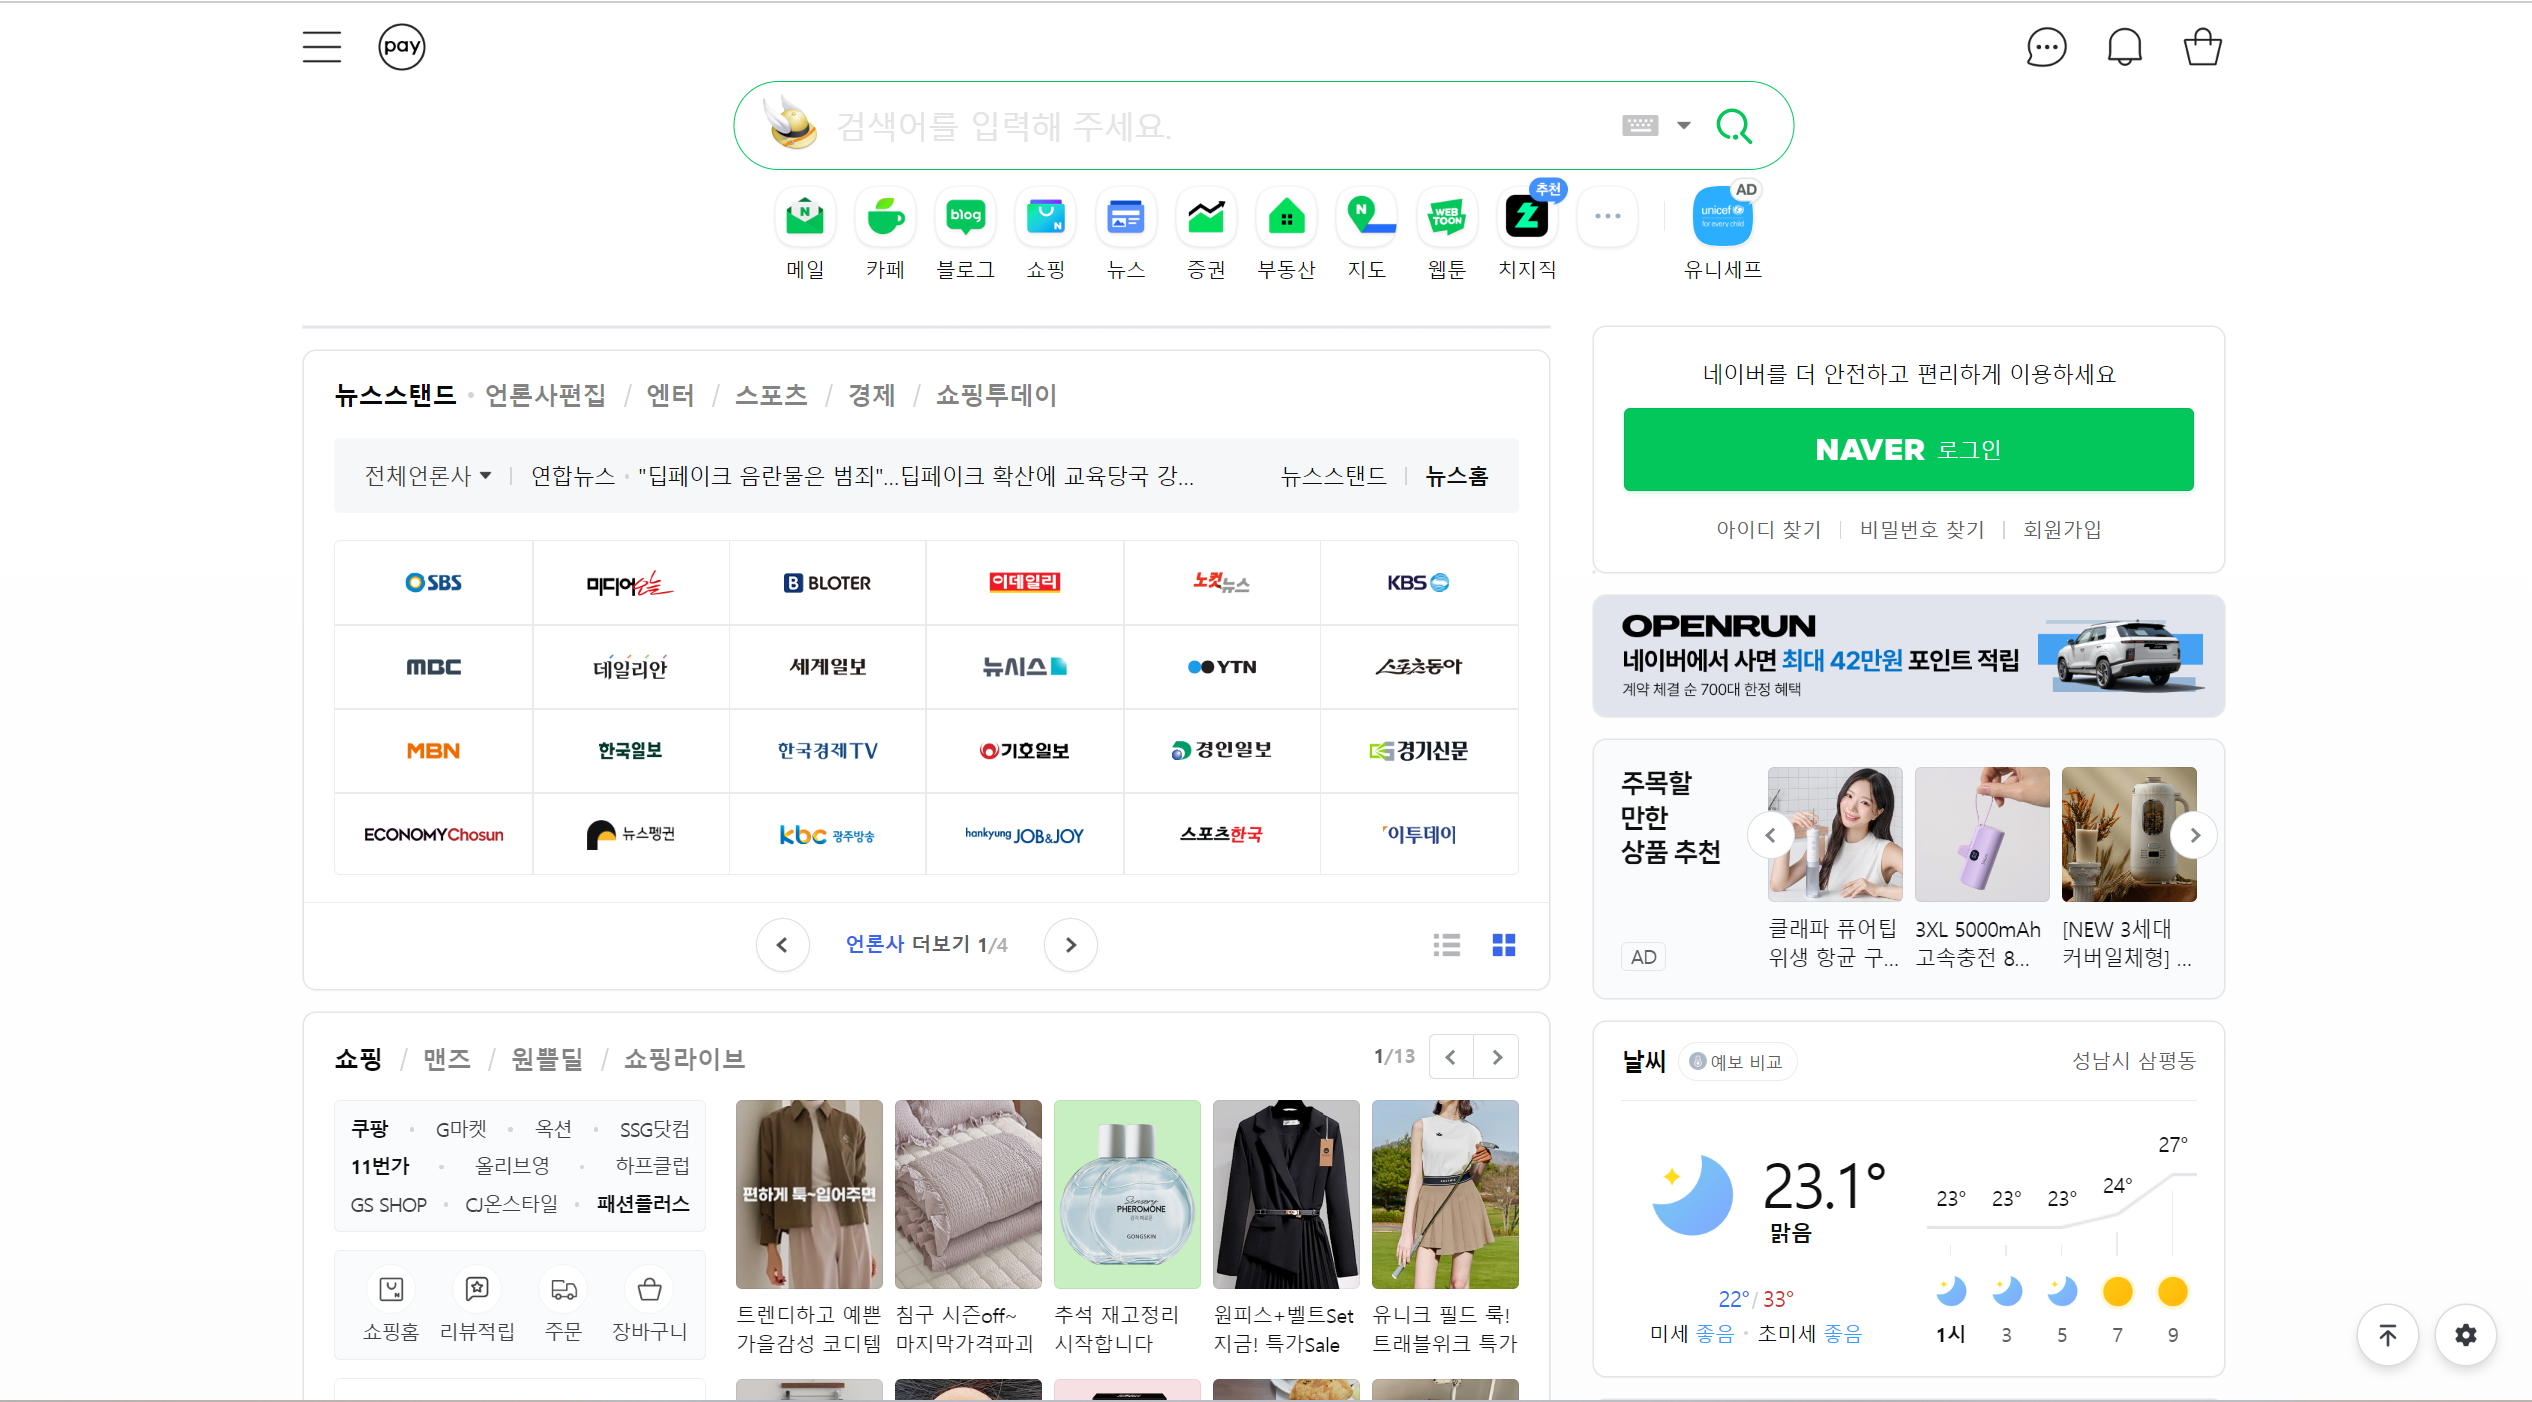 pay
검색어를 입력해 주세요.
추천
AD
N
blog
N
N
WEB
TOON
unicef
for every child
메일
카페
블로그
쇼핑
뉴스
증권
부동산
지도
웹툰
치지직
유니세프
뉴스스탠드 · 언론사편집 / 엔터 / 스포츠 / 경제 / 쇼핑투데이
전체언론사
연합뉴스 · "딥페이크 음란물은 범죄"...딥페이크 확산에 교육당국 강...
뉴스스탠드 | 뉴스홈
SBS
미디어오늘
B BLOTER
이데일리
노컷뉴스
KBS
MBC
데일리안
세계일보
뉴시스
YTN
스포츠동아
MBN
한국일보
한국경제TV
기호일보
경인일보
경기신문
ECONOMYChosun
뉴스펭귄
kbc 광주방송
hankyung JOB&JOY
스포츠한국
이투데이
언론사 더보기 1/4
네이버를 더 안전하고 편리하게 이용하세요
NAVER 로그인
아이디 찾기 | 비밀번호 찾기 | 회원가입
OPENRUN
네이버에서 사면 최대 42만원 포인트 적립
계약 체결 순 700대 한정 혜택
주목할
만한
상품 추천
AD
클래파 퓨어팁
위생 항균 구...
3XL 5000mAh
고속충전 8...
[NEW 3세대
커버일체형] ...
쇼핑 / 맨즈 / 원쁠딜 / 쇼핑라이브
1/13
쿠팡 · G마켓 · 옥션 · SSG닷컴
11번가 · 올리브영 · 하프클럽
GS SHOP · CJ온스타일 · 패션플러스
쇼핑홈
리뷰적립
주문
장바구니
편하게 툭~입어주면
Sensory
PHEROMONE
GONGSKIN
트렌디하고 예쁜
가을감성 코디템
침구 시즌off~
마지막가격파괴
추석 재고정리
시작합니다
원피스+벨트Set
지금! 특가Sale
유니크 필드 룩!
트래블위크 특가
날씨
예보 비교
성남시 삼평동
23.1°
맑음
22°/ 33°
미세 좋음 · 초미세 좋음
23°
23°
23°
24°
27°
1시
3
5
7
9